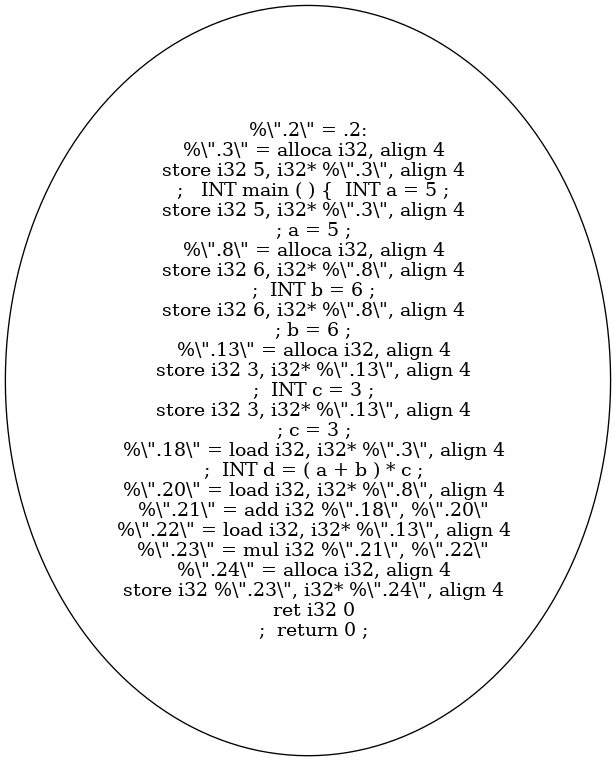 %\".2\" = .2:
%\".3\" = alloca i32, align 4
store i32 5, i32* %\".3\", align 4
;   INT main ( ) {  INT a = 5 ;
store i32 5, i32* %\".3\", align 4
; a = 5 ;
%\".8\" = alloca i32, align 4
store i32 6, i32* %\".8\", align 4
;  INT b = 6 ;
store i32 6, i32* %\".8\", align 4
; b = 6 ;
%\".13\" = alloca i32, align 4
store i32 3, i32* %\".13\", align 4
;  INT c = 3 ;
store i32 3, i32* %\".13\", align 4
; c = 3 ;
%\".18\" = load i32, i32* %\".3\", align 4
;  INT d = ( a + b ) * c ;
%\".20\" = load i32, i32* %\".8\", align 4
%\".21\" = add i32 %\".18\", %\".20\"
%\".22\" = load i32, i32* %\".13\", align 4
%\".23\" = mul i32 %\".21\", %\".22\"
%\".24\" = alloca i32, align 4
store i32 %\".23\", i32* %\".24\", align 4
ret i32 0
;  return 0 ;